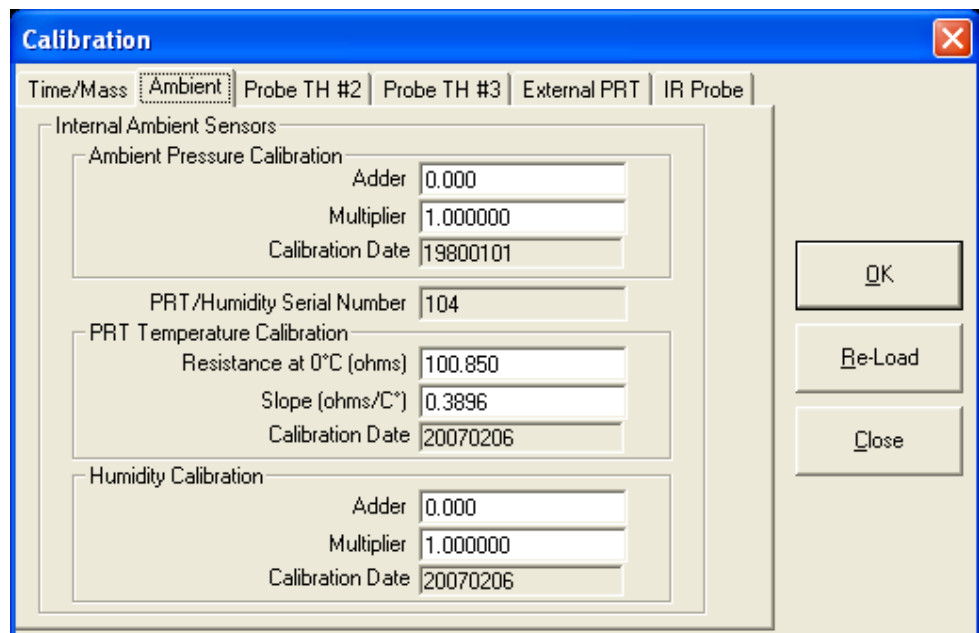 Calibration
Time/Mass Ambient Probe TH #2 Probe TH #3 External PRT IR Probe
Internal Ambient Sensors
Ambient Pressure Calibration
Adder 0.000
Multiplier 1.000000
Calibration Date 19800101
PRT/Humidity Serial Number 104
PRT Temperature Calibration
Resistance at 0°C (ohms) 100.850
Slope (ohms/C°) 0.3896
Calibration Date 20070206
Humidity Calibration
Adder 0.000
Multiplier 1.000000
Calibration Date 20070206
OK
Re-Load
Close